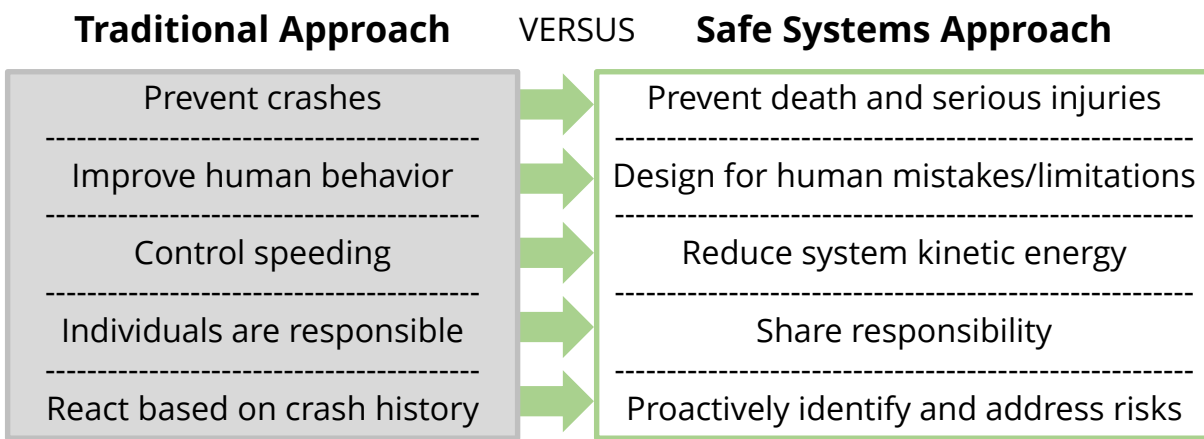 Traditional Approach VERSUS Safe Systems Approach
Prevent crashes Prevent death and serious injuries
Improve human behavior Design for human mistakes/limitations
Control speeding Reduce system kinetic energy
Individuals are responsible Share responsibility
React based on crash history Proactively identify and address risks